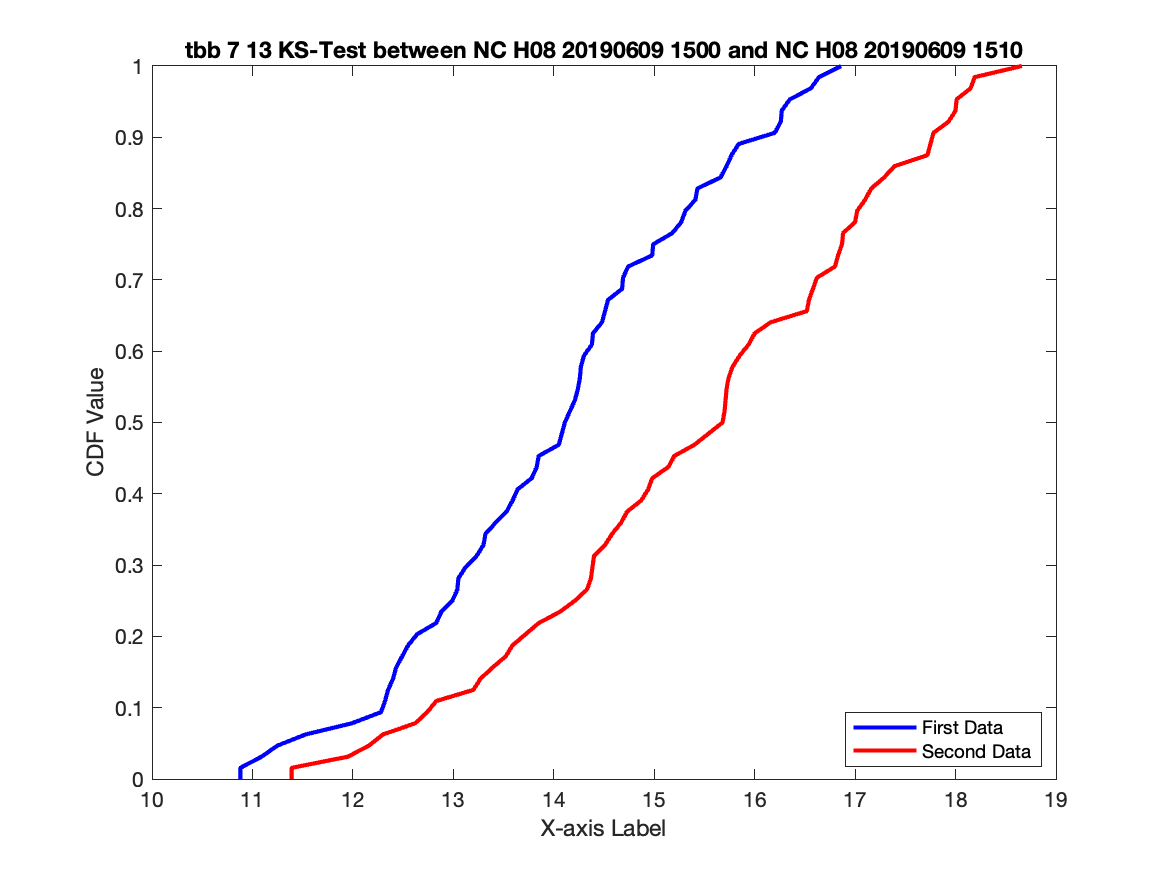 tbb 7 13 KS-Test between NC H08 20190609 1500 and NC H08 20190609 1510
1
0.9
0.8
0.7
0.6
0.5
0.4
0.3
0.2
0.1
0
CDF Value
10 11 12 13 14 15 16 17 18 19
X-axis Label
First Data
Second Data